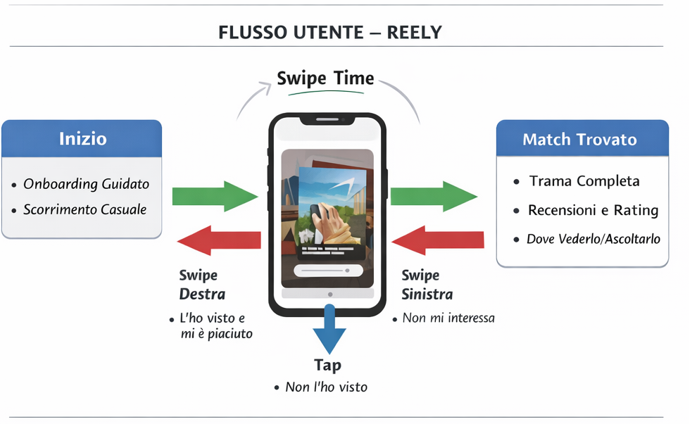 FLUSSO UTENTE – REELY
Swipe Time
Inizio
• Onboarding Guidato
• Scorrimento Casuale
Match Trovato
• Trama Completa
• Recensioni e Rating
• Dove Vederlo/Ascoltarlo
Swipe
Destra
• L'ho visto e
mi è piaciuto
Swipe
Sinistra
• Non mi interessa
Tap
• Non l'ho visto